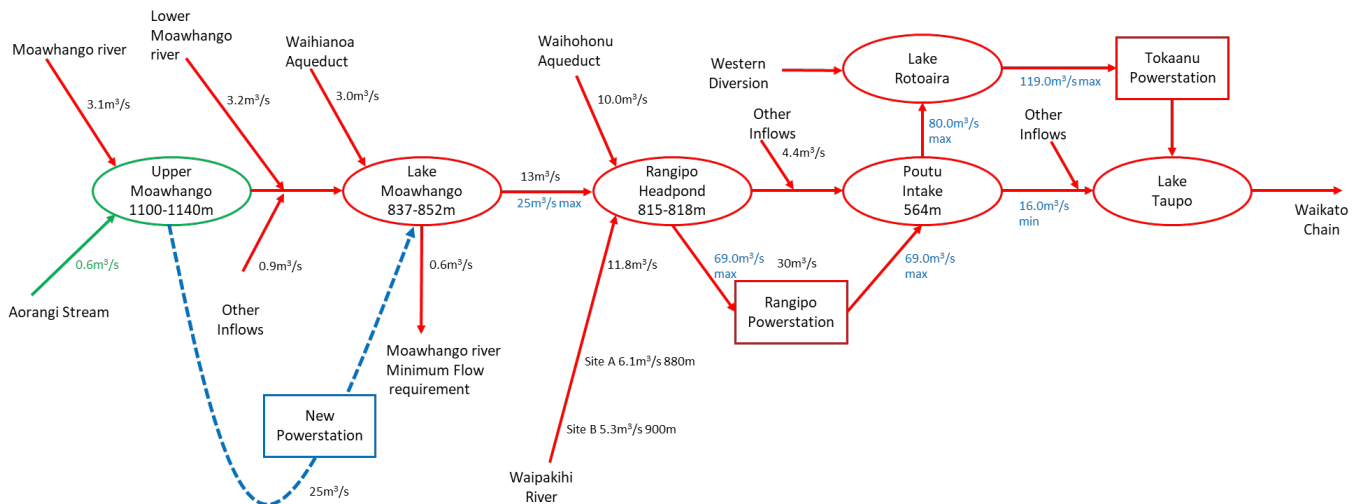 Moawhango river
Lower
Moawhango
river
Waihianoa
Aqueduct
Waihohonu
Aqueduct
Western
Diversion
Lake
Rotoaira
119.0m³/s max
Tokaanu
Powerstation
3.1m³/s
3.2m³/s
3.0m³/s
10.0m³/s
Other
Inflows
4.4m³/s
80.0m³/s
max
Other
Inflows
Upper
Moawhango
1100-1140m
Lake
Moawhango
837-852m
13m³/s
25m³/s max
Rangipo
Headpond
815-818m
Poutu
Intake
564m
16.0m³/s
min
Lake
Taupo
Waikato
Chain
0.6m³/s
Aorangi Stream
0.9m³/s
Other
Inflows
0.6m³/s
Moawhango river
Minimum Flow
requirement
11.8m³/s
69.0m³/s
max
30m³/s
69.0m³/s
max
Rangipo
Powerstation
Site A 6.1m³/s 880m
Site B 5.3m³/s 900m
New
Powerstation
25m³/s
Waipakihi
River